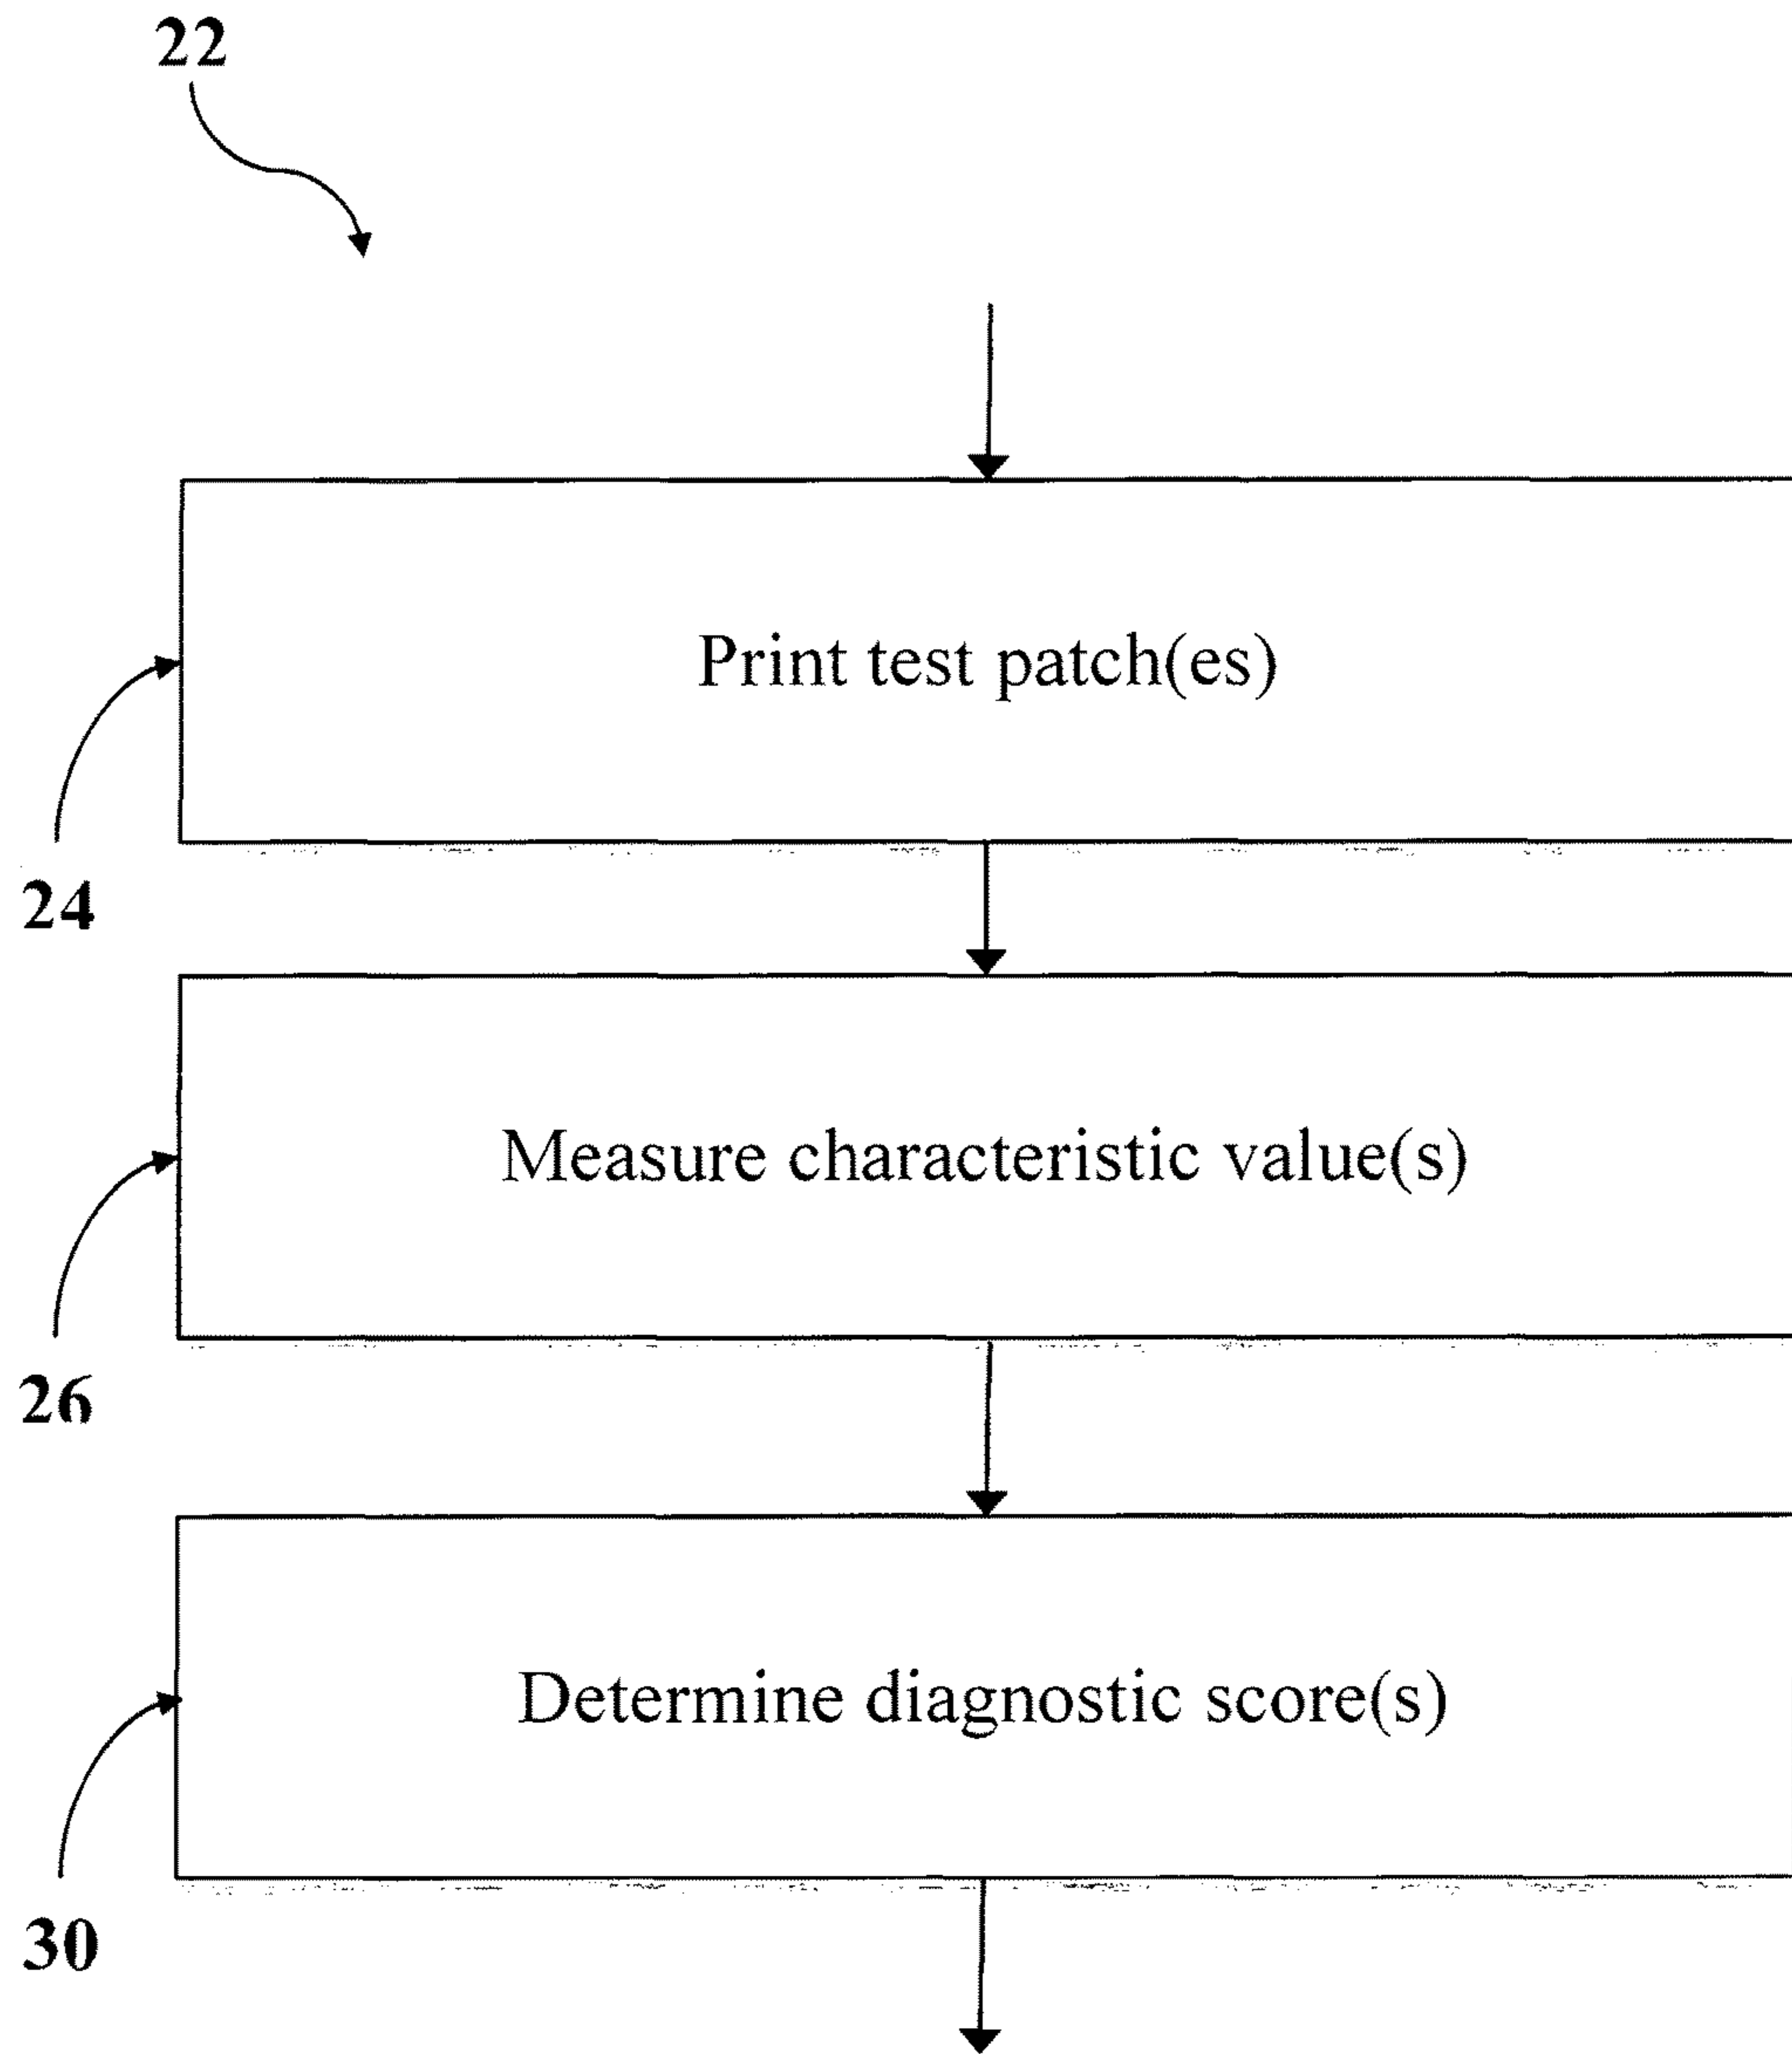 22
Print test patch(es)
24
Measure characteristic value(s)
26
Determine diagnostic score(s)
30